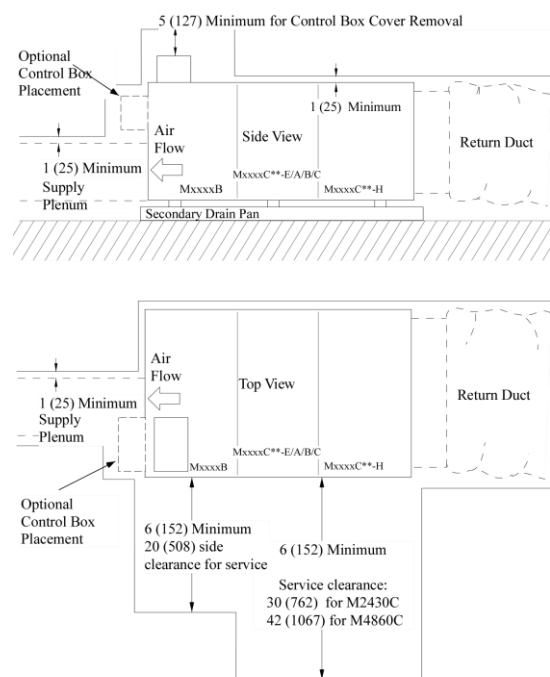 5 (127) Minimum for Control Box Cover Removal
Optional
Control Box
Placement
1 (25) Minimum
Air
Flow
Side View
Return Duct
1 (25) Minimum
Supply
Plenum
MxxxxB
MxxxxC**-E/A/B/C
MxxxxC**-H
Secondary Drain Pan
Air
Flow
1 (25) Minimum
Supply
Plenum
Top View
Return Duct
MxxxxB
MxxxxC**-E/A/B/C
MxxxxC**-H
Optional
Control Box
Placement
6 (152) Minimum
20 (508) side
clearance for service
6 (152) Minimum
Service clearance:
30 (762) for M2430C
42 (1067) for M4860C